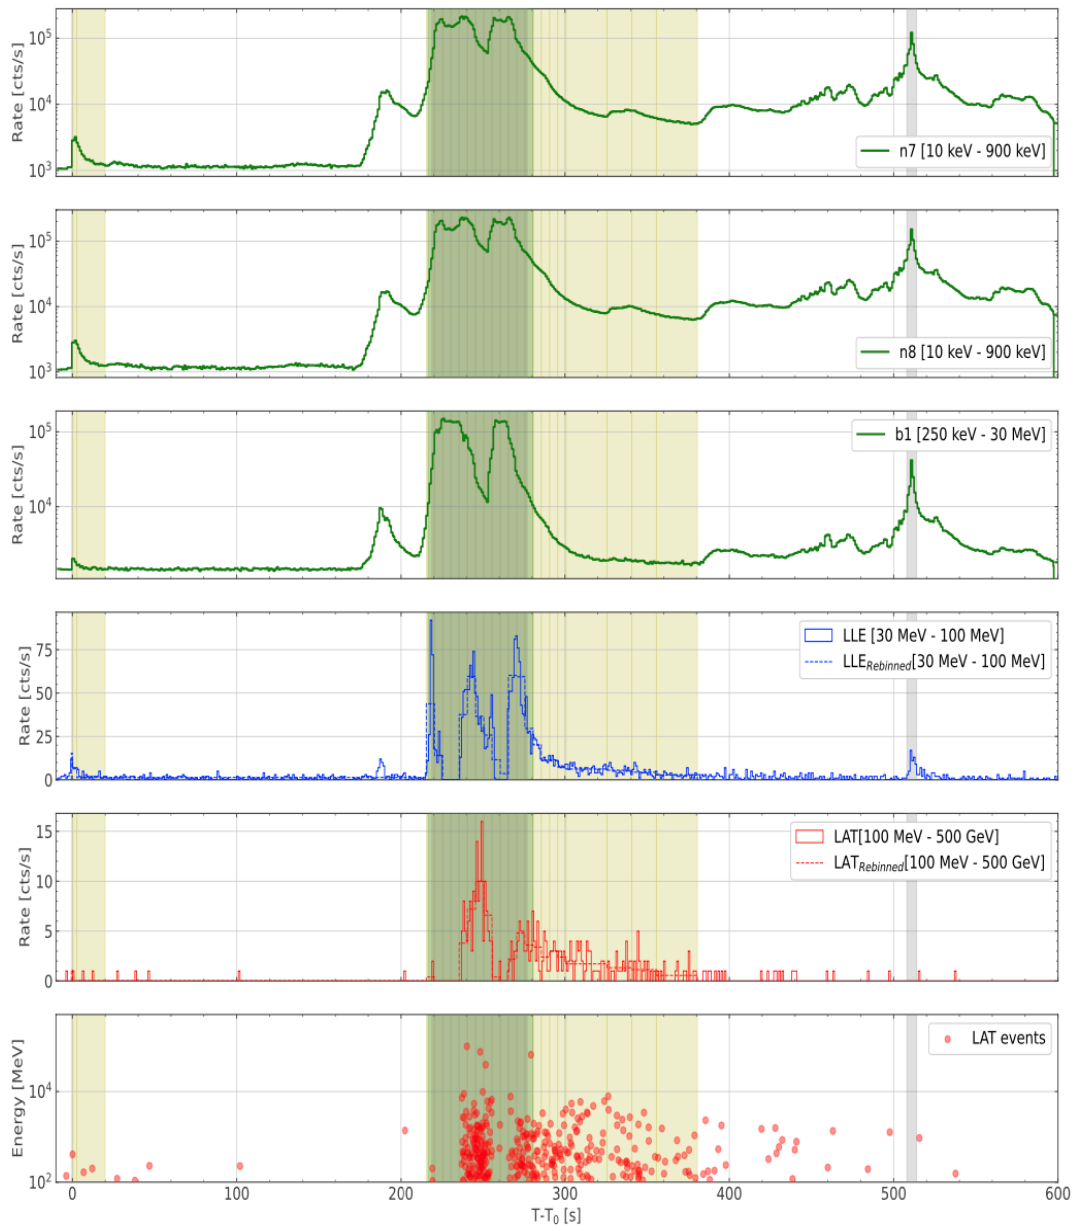 Rate [cts/s]
10^5
10^4
10^3
n7 [10 keV - 900 keV]
Rate [cts/s]
10^5
10^4
10^3
n8 [10 keV - 900 keV]
Rate [cts/s]
10^5
10^4
b1 [250 keV - 30 MeV]
Rate [cts/s]
75
50
25
0
LLE [30 MeV - 100 MeV]
LLE_Rebinned[30 MeV - 100 MeV]
Rate [cts/s]
15
10
5
0
LAT[100 MeV - 500 GeV]
LAT_Rebinned[100 MeV - 500 GeV]
Energy [MeV]
10^4
10^2
LAT events
0 100 200 300 400 500 600
T-T_0 [s]